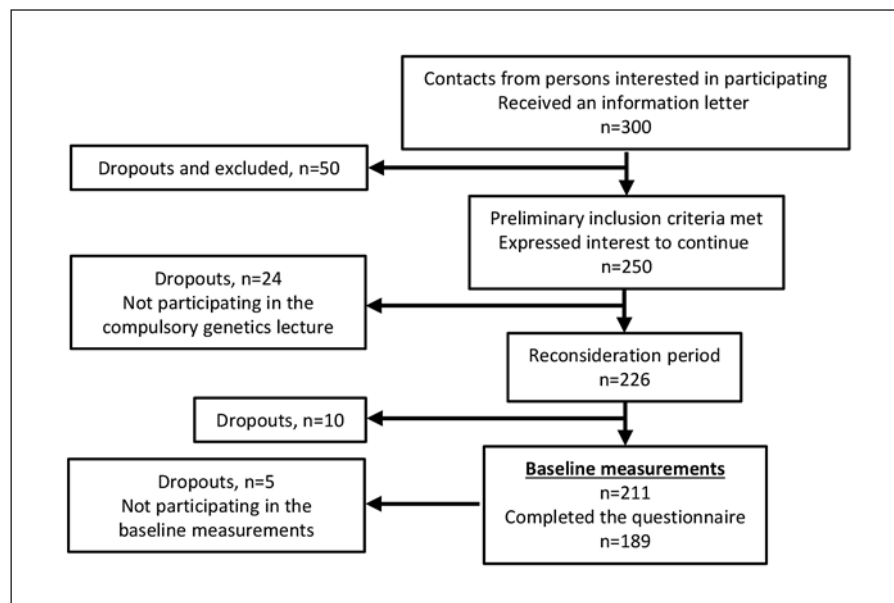 Contacts from persons interested in participating
Received an information letter
n=300
Dropouts and excluded, n=50
Preliminary inclusion criteria met
Expressed interest to continue
n=250
Dropouts, n=24
Not participating in the
compulsory genetics lecture
Reconsideration period
n=226
Dropouts, n=10
Baseline measurements
n=211
Completed the questionnaire
n=189
Dropouts, n=5
Not participating in the
baseline measurements